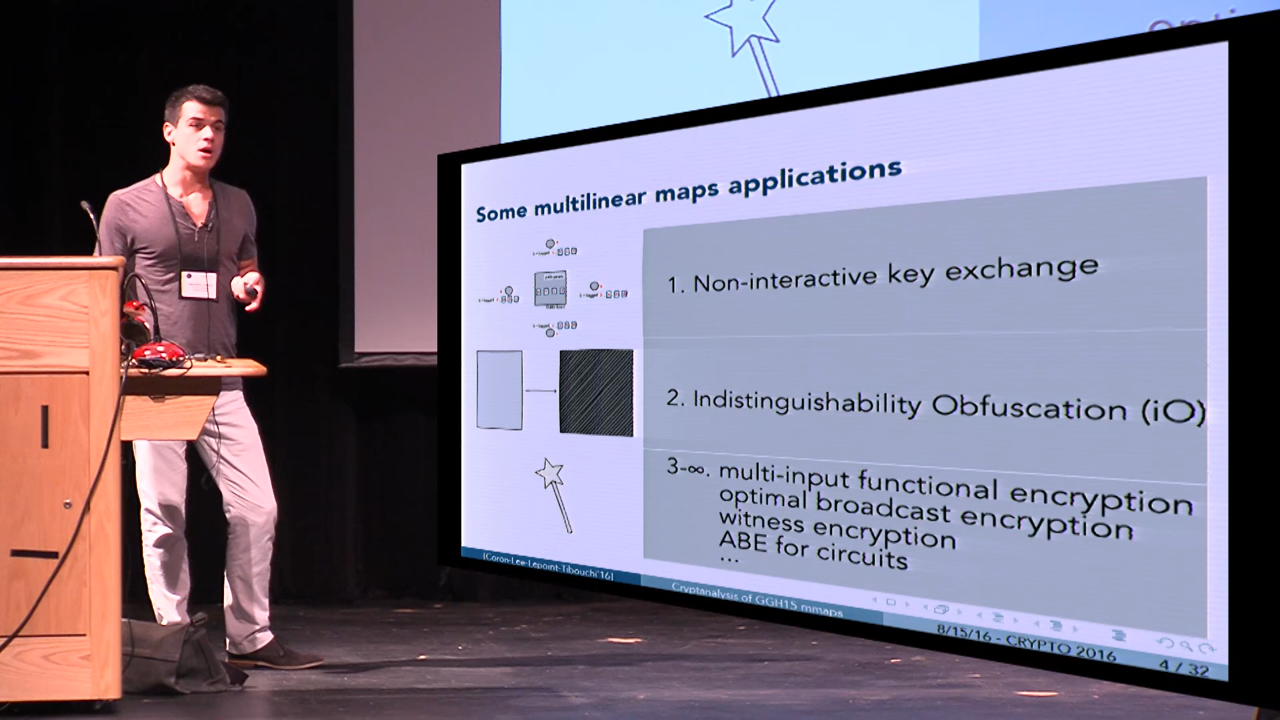 Some multilinear maps applications
1. Non-interactive key exchange
2. Indistinguishability Obfuscation (iO)
3-∞. multi-input functional encryption
optimal broadcast encryption
witness encryption
ABE for circuits
...
[Coron-Lee-Lepoint-Tibouchi'16]
Cryptanalysis of GGH15 mmaps
8/15/16 - CRYPTO 2016
4 / 32